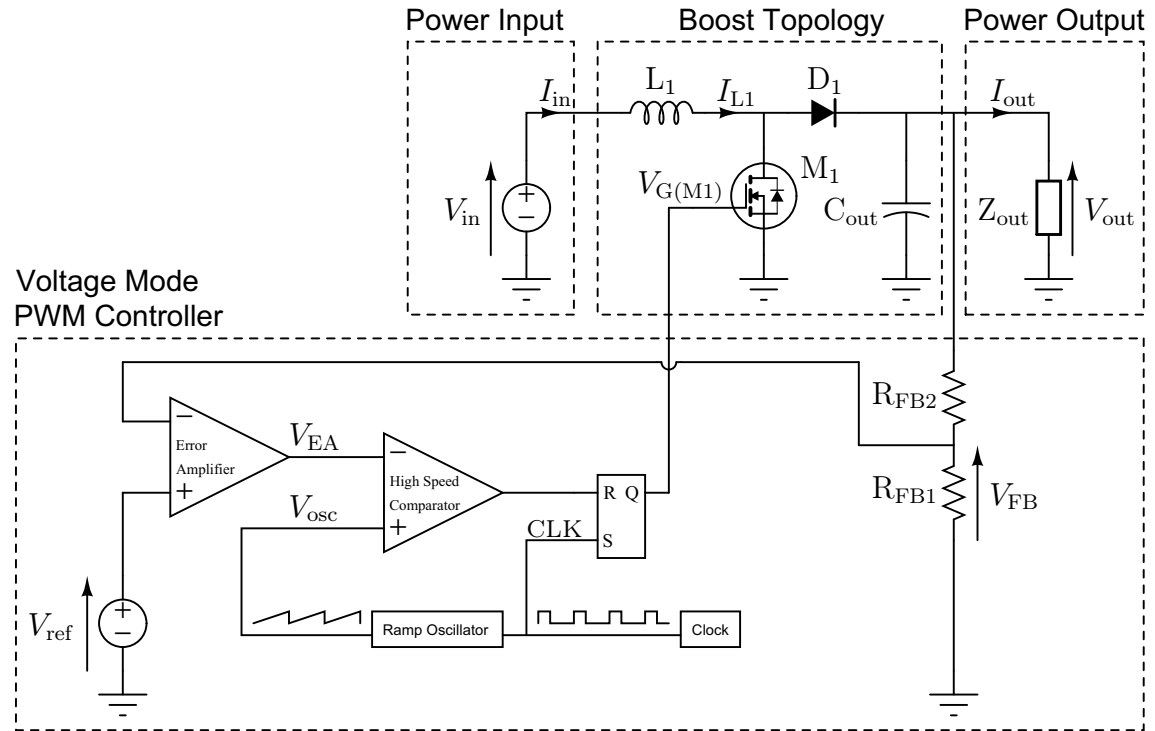 Power Input
Boost Topology
Power Output
I_in
L_1
I_L1
D_1
I_out
V_in
+
−
V_G(M1)
M_1
C_out
Z_out
V_out
Voltage Mode
PWM Controller
−
Error
Amplifier
+
V_EA
V_osc
−
High Speed
Comparator
+
R Q
S
CLK
R_FB2
R_FB1
V_FB
V_ref
+
−
Ramp Oscillator
Clock